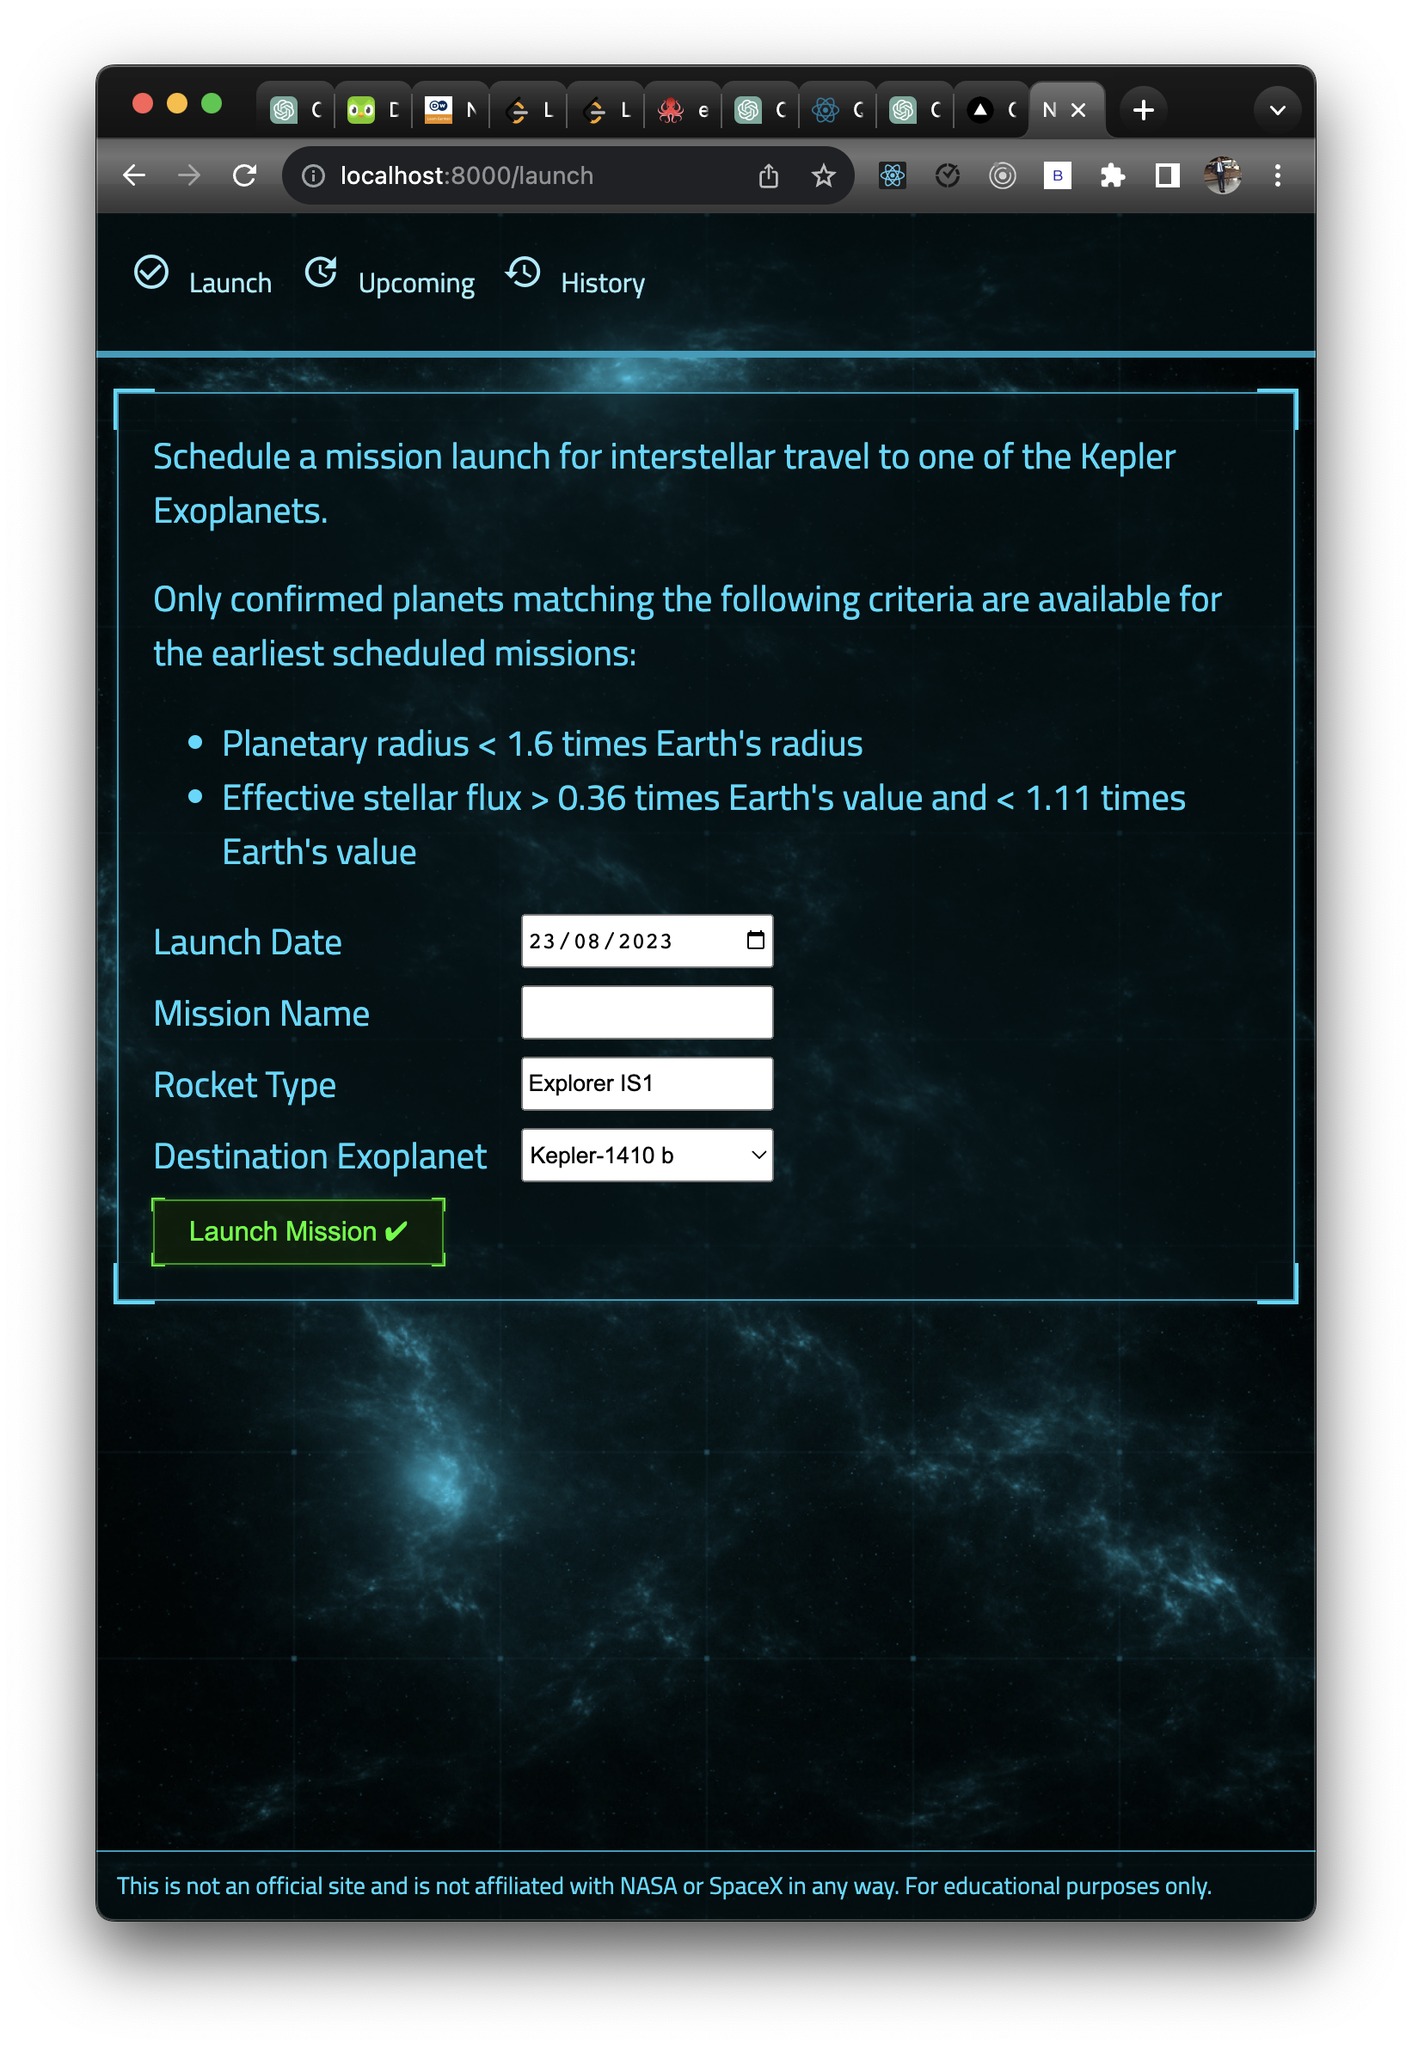 C
D
N
L
L
e
C
C
C
N
localhost:8000/launch
B
Launch Upcoming History
Schedule a mission launch for interstellar travel to one of the Kepler
Exoplanets.
Only confirmed planets matching the following criteria are available for
the earliest scheduled missions:
Planetary radius < 1.6 times Earth's radius
Effective stellar flux > 0.36 times Earth's value and < 1.11 times
Earth's value
Launch Date 23/08/2023
Mission Name
Rocket Type Explorer IS1
Destination Exoplanet Kepler-1410 b
Launch Mission ✔
This is not an official site and is not affiliated with NASA or SpaceX in any way. For educational purposes only.